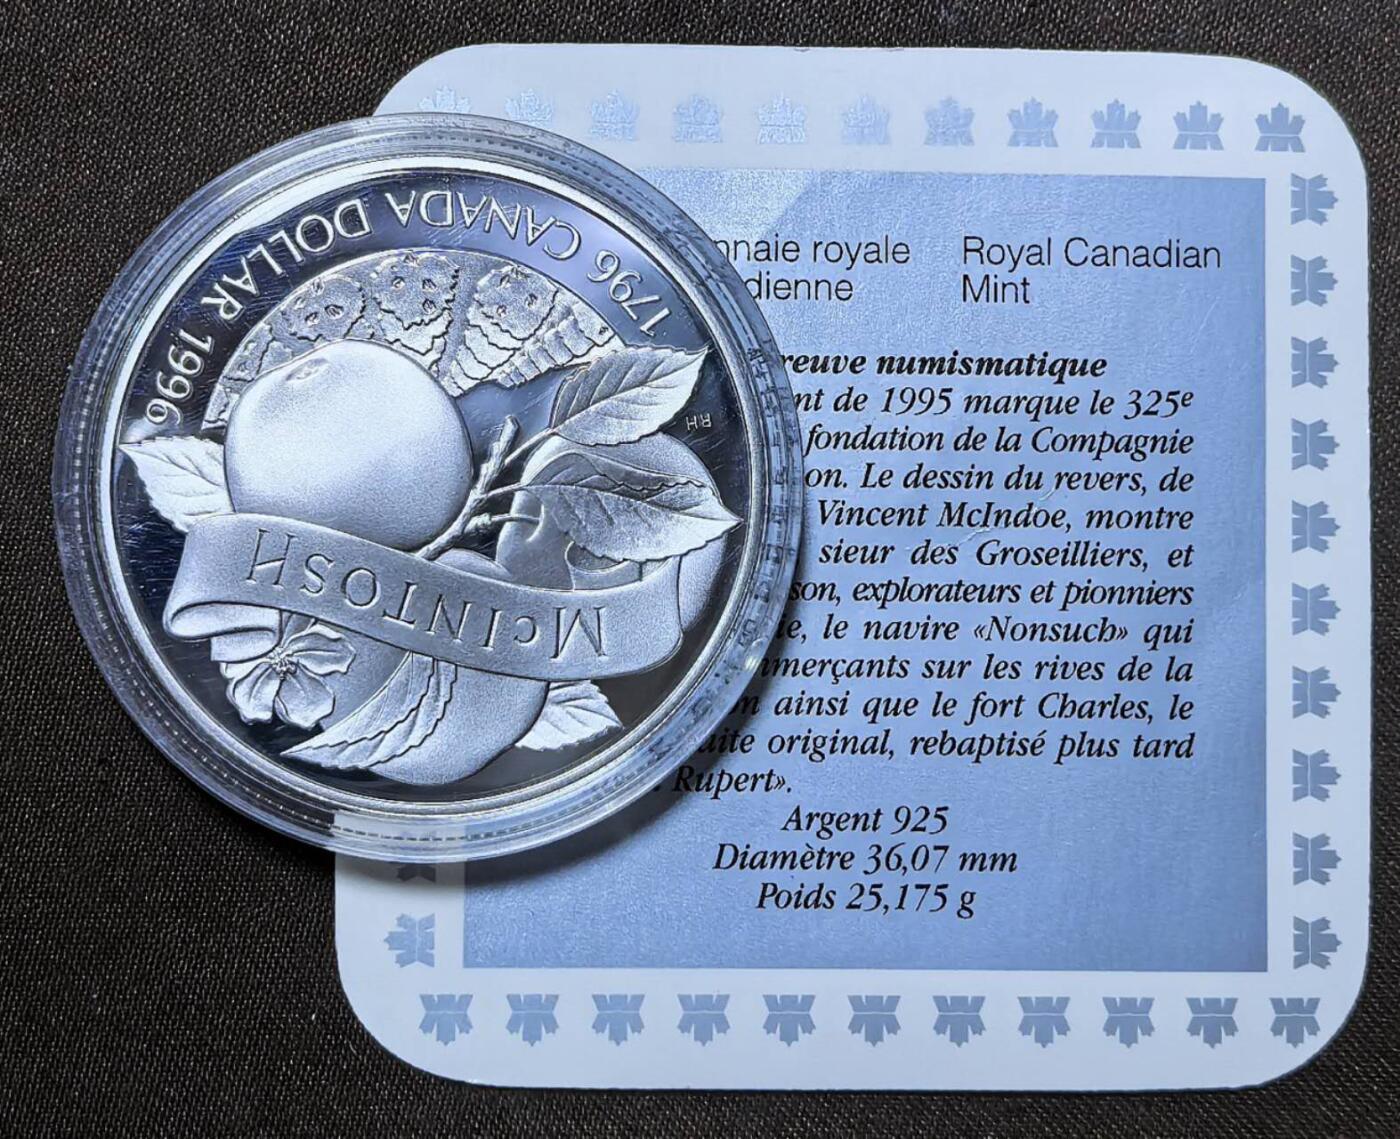 1796 CANADA DOLLAR 1996
RH
McINTOSH
nnaie royale
dienne
Royal Canadian
Mint
reuve numismatique
nt de 1995 marque le 325e
fondation de la Compagnie
on. Le dessin du revers, de
Vincent McIndoe, montre
sieur des Groseilliers, et
son, explorateurs et pionniers
ie, le navire «Nonsuch» qui
mmerçants sur les rives de la
n ainsi que le fort Charles, le
aite original, rebaptisé plus tard
Rupert».
Argent 925
Diamètre 36,07 mm
Poids 25,175 g